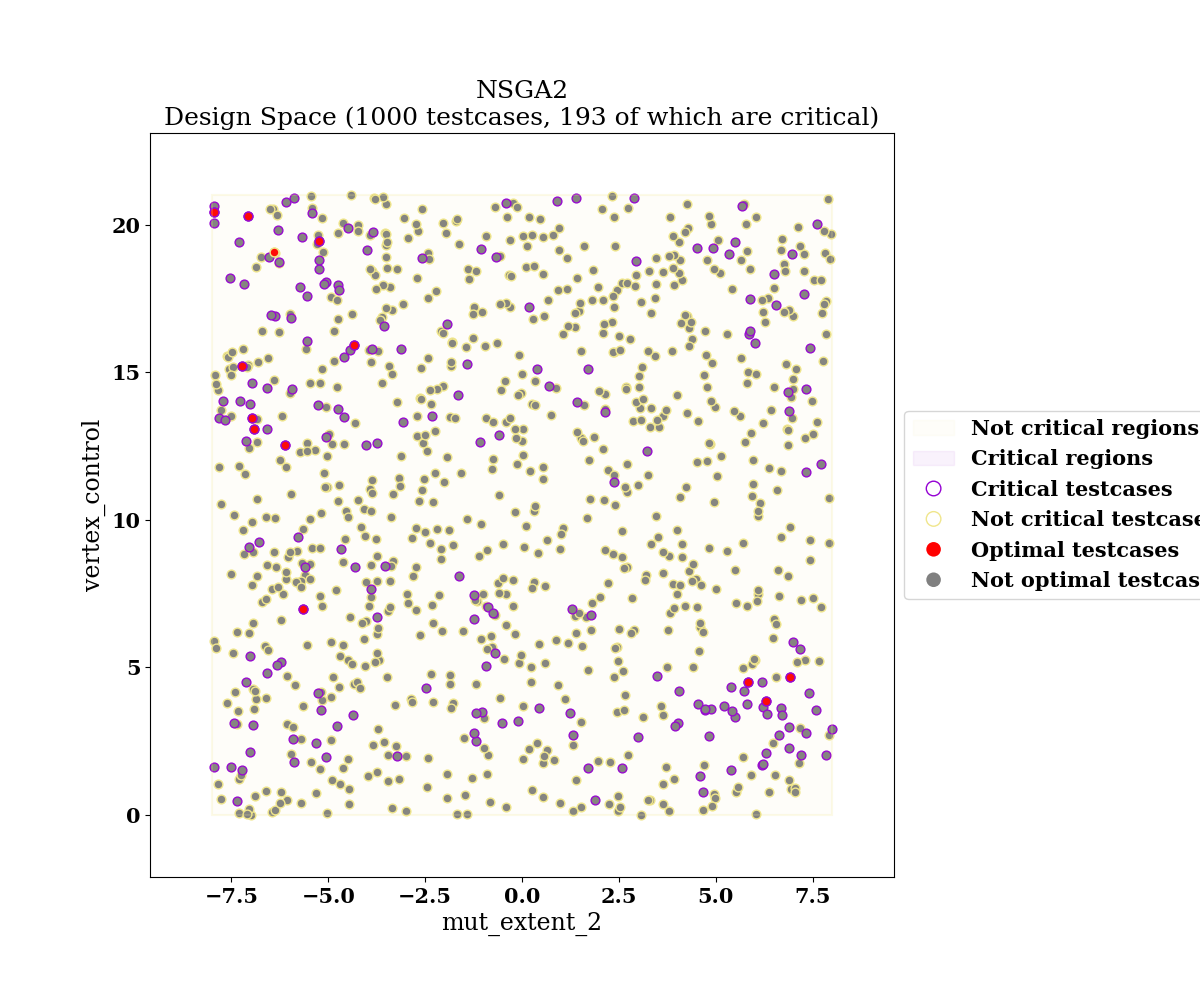 NSGA2
Design Space (1000 testcases, 193 of which are critical)
vertex_control
20
15
10
5
0
−7.5 −5.0 −2.5 0.0 2.5 5.0 7.5
mut_extent_2
Not critical regions
Critical regions
Critical testcases
Not critical testcase
Optimal testcases
Not optimal testcas